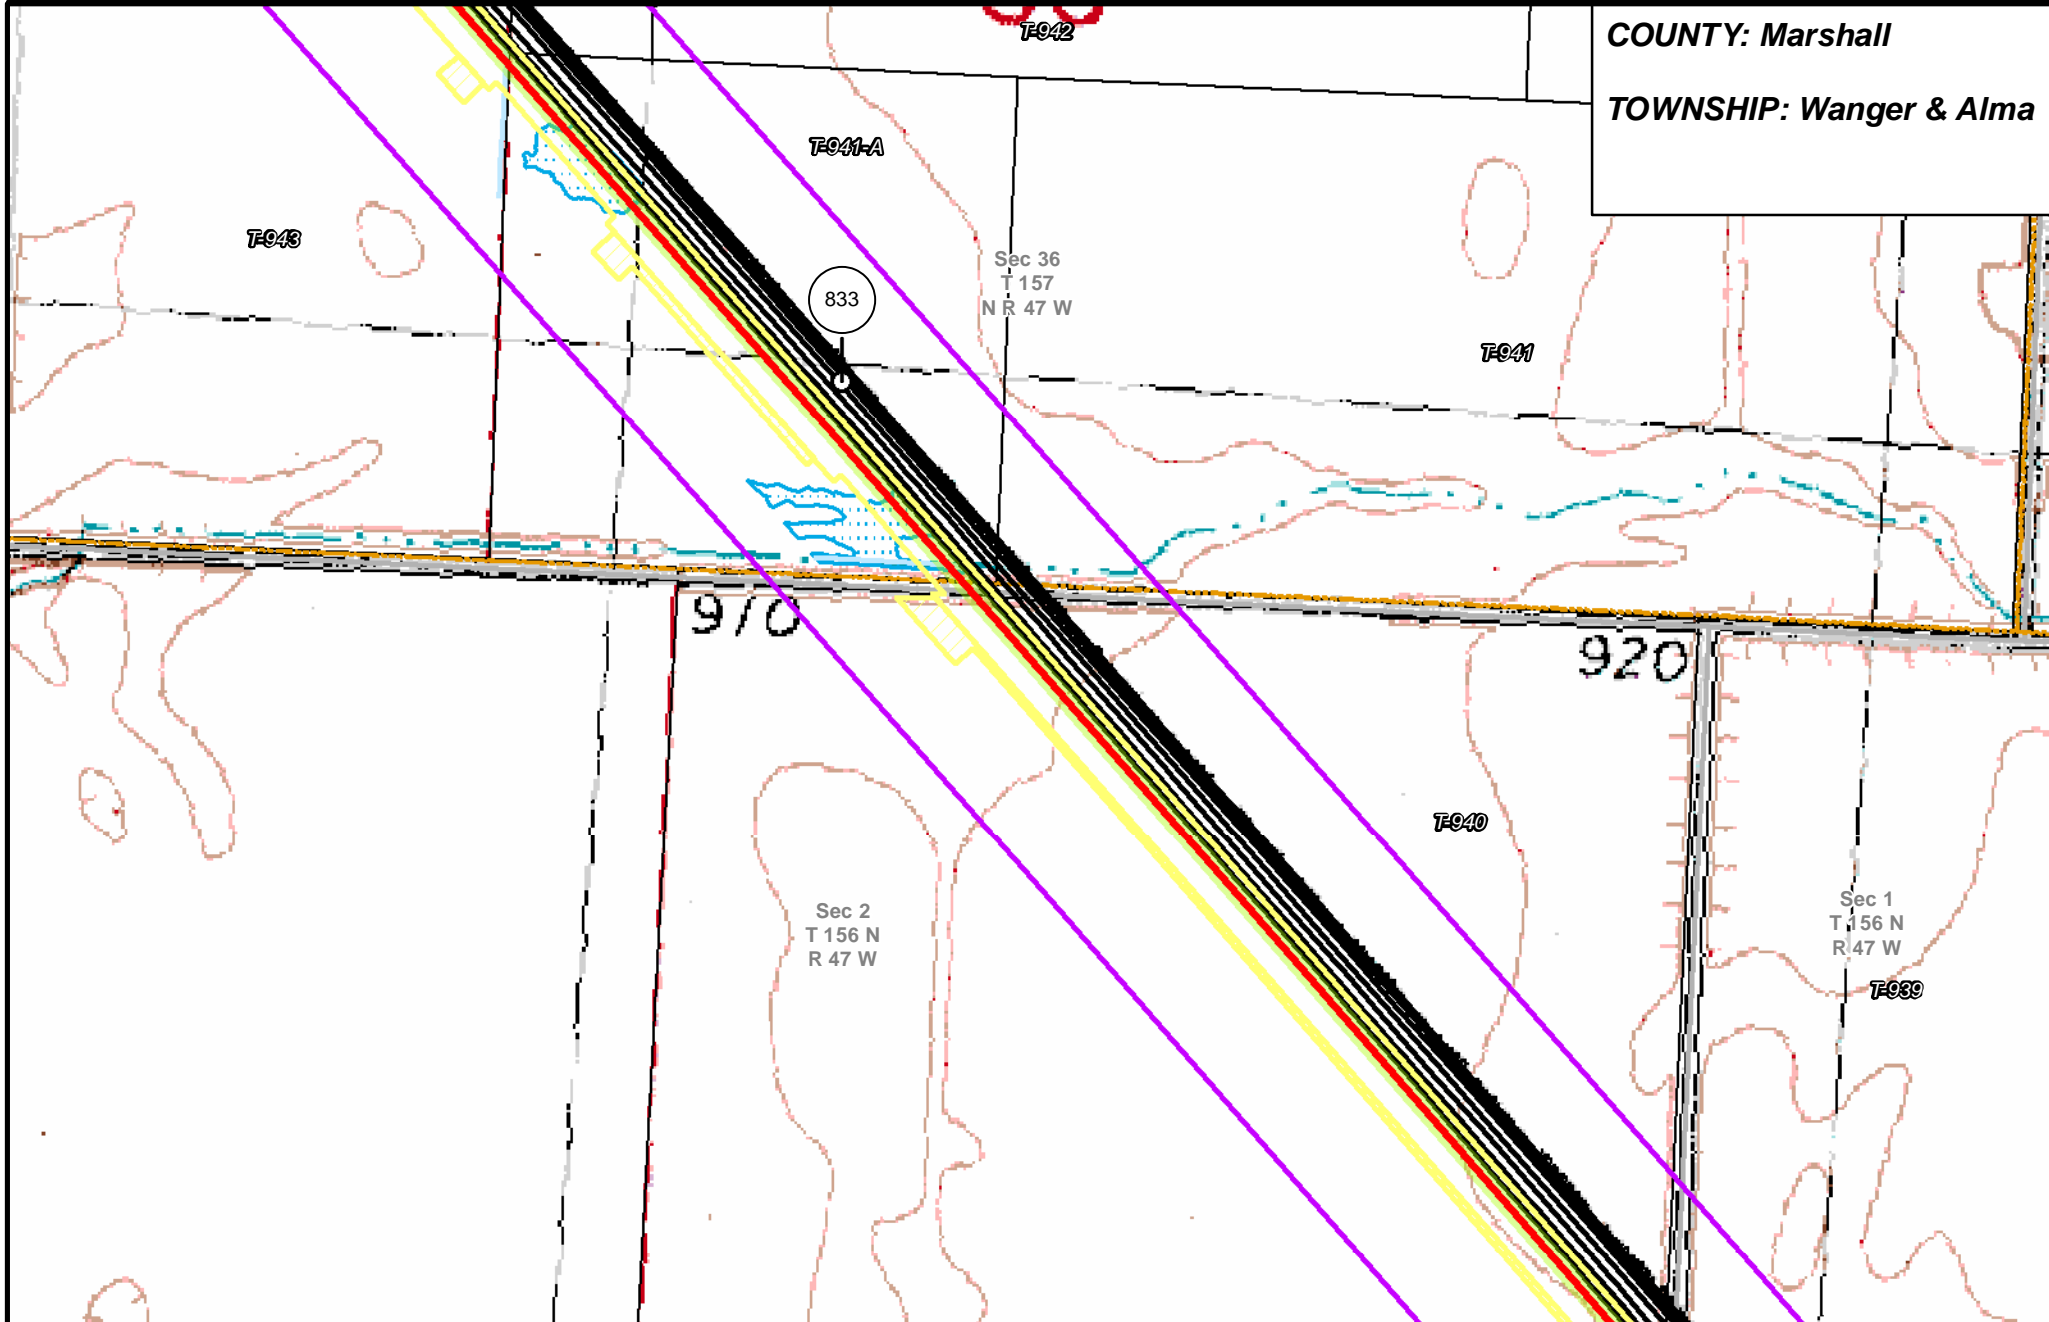 COUNTY: Marshall
TOWNSHIP: Wanger & Alma
T-942
T-941-A
T-943
Sec 36
T 157
N R 47 W
833
T-941
910
920
T-940
Sec 2
T 156 N
R 47 W
Sec 1
T 156 N
R 47 W
T-939